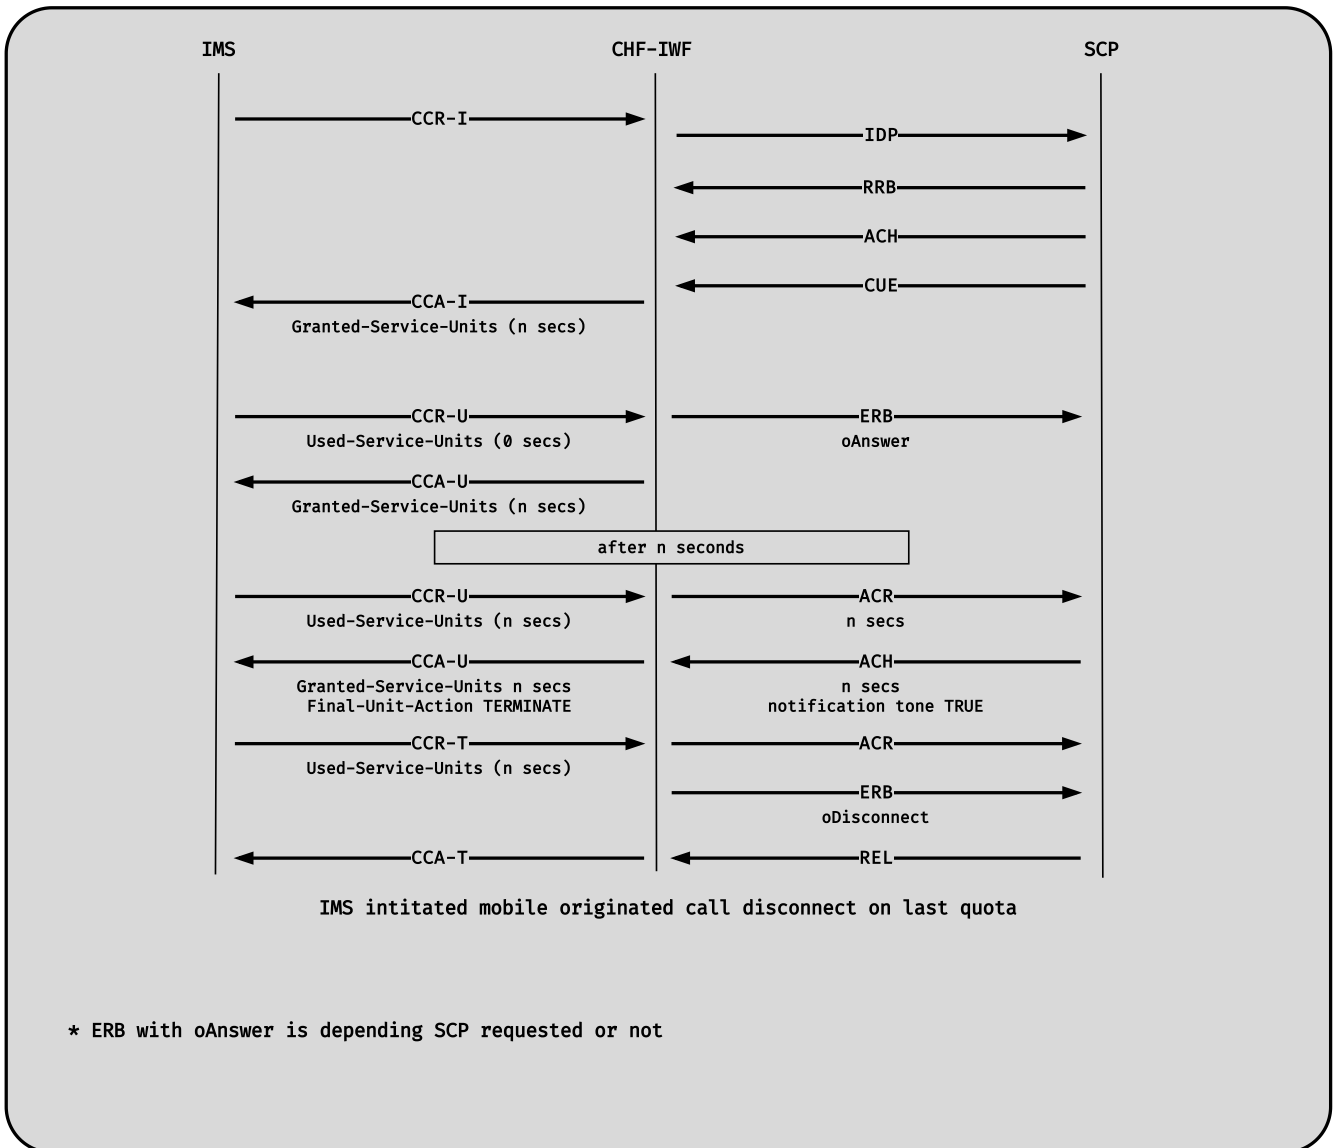 IMS
CHF-IWF
SCP
CCR-I
IDP
RRB
ACH
CUE
CCA-I
Granted-Service-Units (n secs)
CCR-U
ERB
Used-Service-Units (0 secs)
oAnswer
CCA-U
Granted-Service-Units (n secs)
after n seconds
CCR-U
ACR
Used-Service-Units (n secs)
n secs
CCA-U
ACH
Granted-Service-Units n secs
n secs
Final-Unit-Action TERMINATE
notification tone TRUE
CCR-T
ACR
Used-Service-Units (n secs)
ERB
oDisconnect
CCA-T
REL
IMS intitated mobile originated call disconnect on last quota
* ERB with oAnswer is depending SCP requested or not